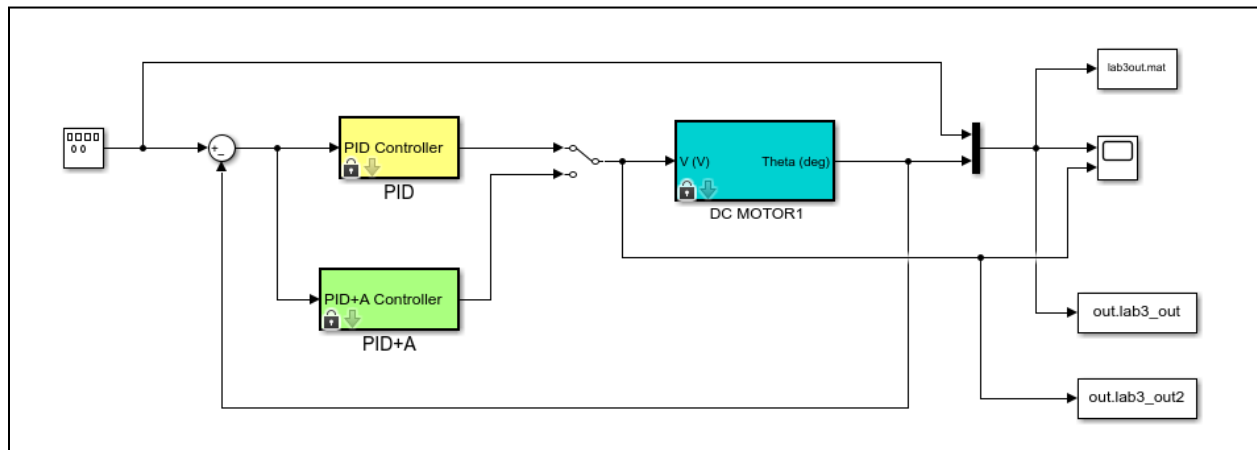 lab3out.mat
PID Controller
PID
V (V)
Theta (deg)
DC MOTOR1
PID+A Controller
PID+A
out.lab3_out
out.lab3_out2